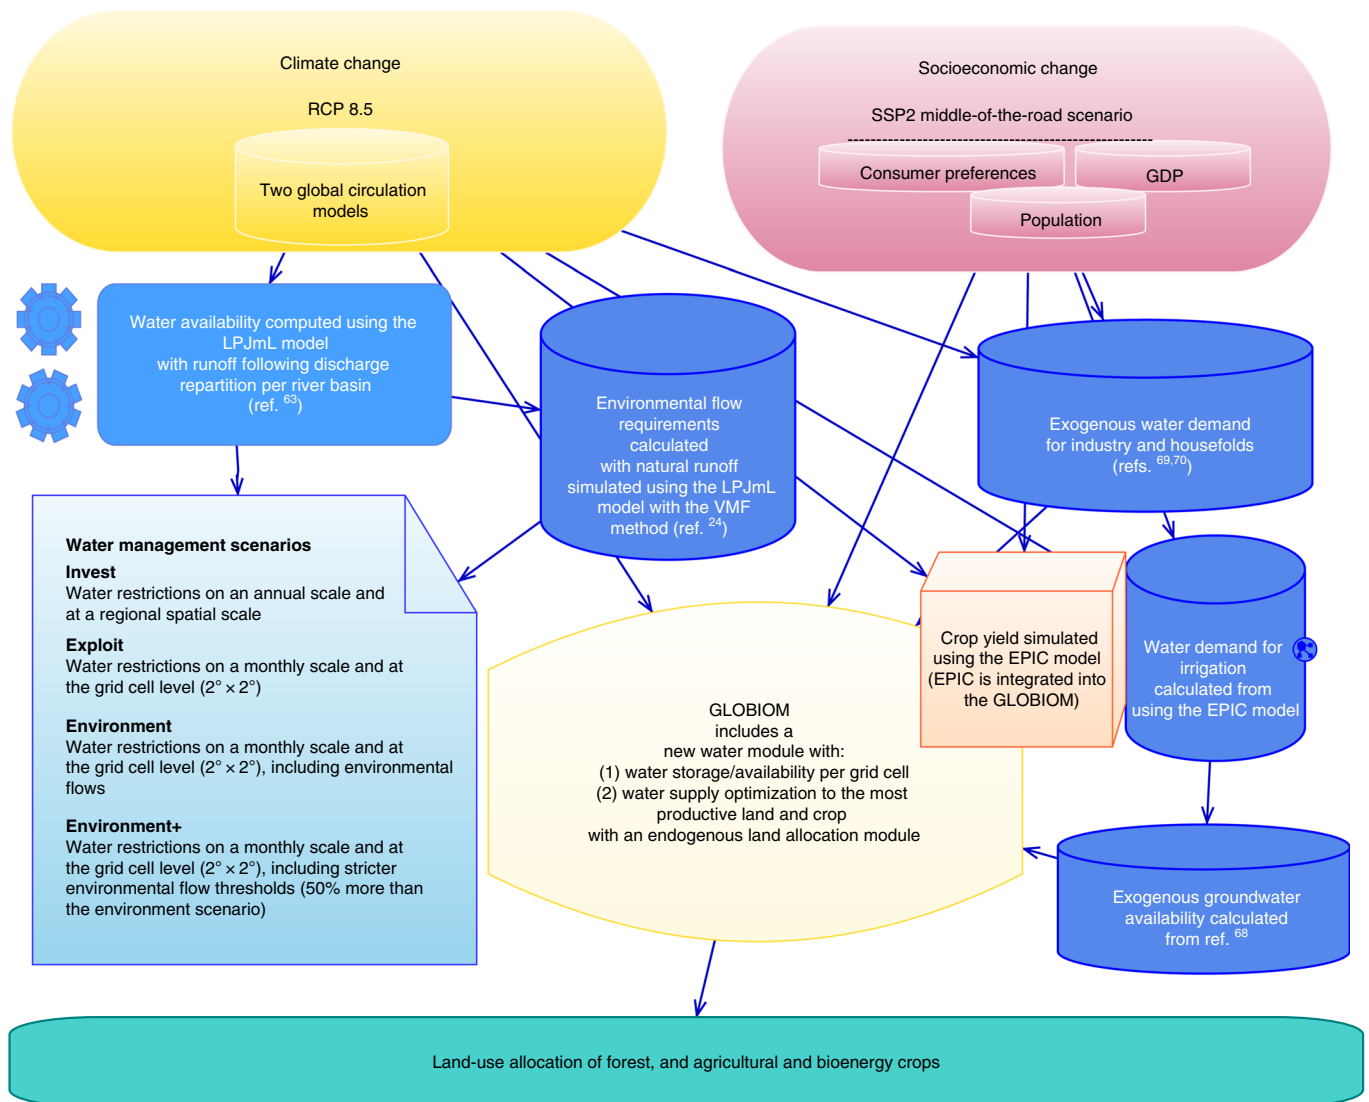 Climate change
RCP 8.5
Two global circulation
models
Socioeconomic change
SSP2 middle-of-the-road scenario
Consumer preferences
GDP
Population
Water availability computed using the
LPJmL model
with runoff following discharge
repartition per river basin
(ref. 63)
Environmental flow
requirements
calculated
with natural runoff
simulated using the LPJmL
model with the VMF
method (ref. 24)
Exogenous water demand
for industry and housefolds
(refs. 69,70)
Water management scenarios
Invest
Water restrictions on an annual scale and
at a regional spatial scale
Exploit
Water restrictions on a monthly scale and at
the grid cell level (2° × 2°)
Environment
Water restrictions on a monthly scale and at
the grid cell level (2° × 2°), including environmental
flows
Environment+
Water restrictions on a monthly scale and at
the grid cell level (2° × 2°), including stricter
environmental flow thresholds (50% more than
the environment scenario)
GLOBIOM
includes a
new water module with:
(1) water storage/availability per grid cell
(2) water supply optimization to the most
productive land and crop
with an endogenous land allocation module
Crop yield simulated
using the EPIC model
(EPIC is integrated into
the GLOBIOM)
Water demand for
irrigation
calculated from
using the EPIC model
Exogenous groundwater
availability calculated
from ref. 68
Land-use allocation of forest, and agricultural and bioenergy crops